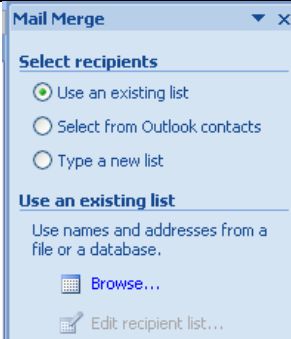 Mail Merge
Select recipients
Use an existing list
Select from Outlook contacts
Type a new list
Use an existing list
Use names and addresses from a
file or a database.
Browse...
Edit recipient list...